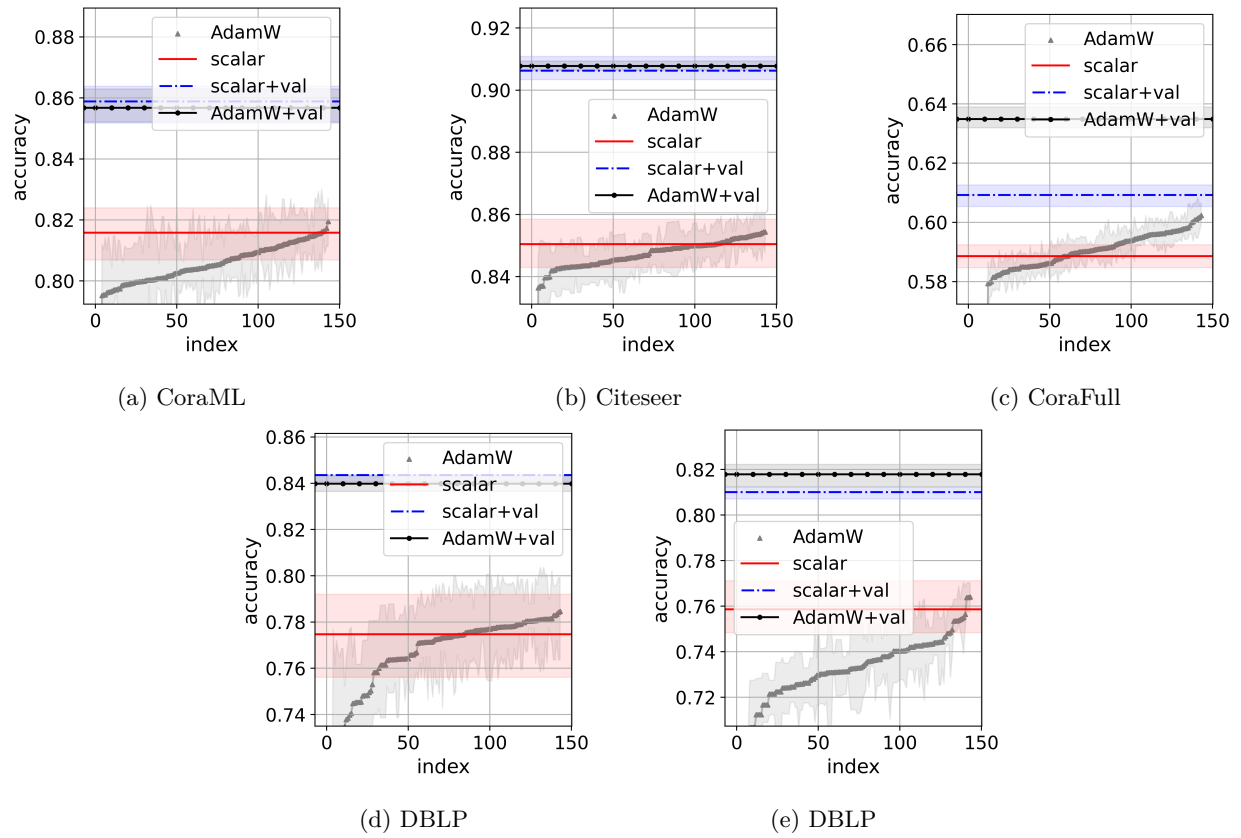 0.88
0.86
0.84
0.82
0.80
accuracy
0 50 100 150
index
AdamW
scalar
scalar+val
AdamW+val
(a) CoraML
0.92
0.90
0.88
0.86
0.84
accuracy
0 50 100 150
index
AdamW
scalar
scalar+val
AdamW+val
(b) Citeseer
0.66
0.64
0.62
0.60
0.58
accuracy
0 50 100 150
index
AdamW
scalar
scalar+val
AdamW+val
(c) CoraFull
0.86
0.84
0.82
0.80
0.78
0.76
0.74
accuracy
0 50 100 150
index
AdamW
scalar
scalar+val
AdamW+val
(d) DBLP
0.82
0.80
0.78
0.76
0.74
0.72
accuracy
0 50 100 150
index
AdamW
scalar
scalar+val
AdamW+val
(e) DBLP